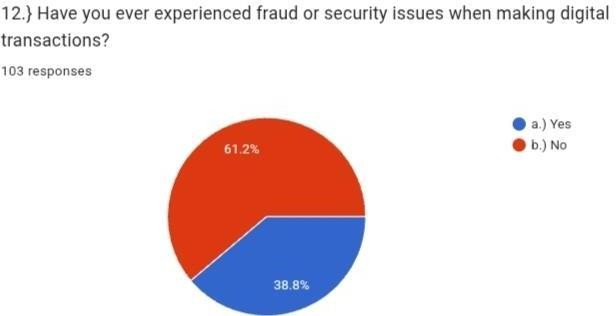 12.} Have you ever experienced fraud or security issues when making digital
transactions?
103 responses
a.) Yes
b.) No
61.2%
38.8%